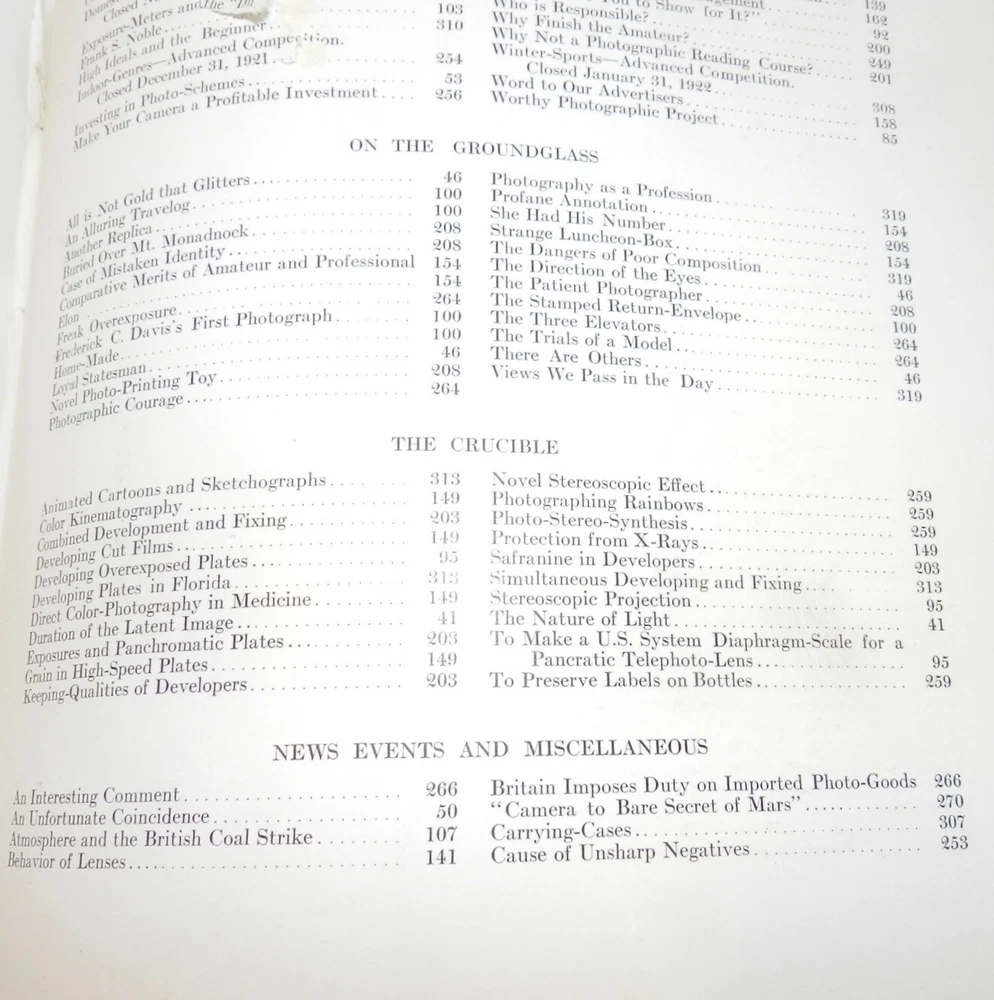 Closed
Exposure-Meters and the
Frank S. Noble 103
High Ideals and the Beginner 310
Indoor-Genres—Advanced Competition.
Closed December 31, 1921 254
Investing in Photo-Schemes 53
Make Your Camera a Profitable Investment 256
139
162
You to Show for It?" 92
Who is Responsible? 200
Why Finish the Amateur? 249
Why Not a Photographic Reading Course? 201
Winter-Sports—Advanced Competition.
Closed January 31, 1922 308
Word to Our Advertisers 158
Worthy Photographic Project 85
ON THE GROUNDGLASS
All is Not Gold that Glitters 46
An Alluring Travelog 100
Another Replica 100
Buried Over Mt. Monadnock 208
Case of Mistaken Identity 208
Comparative Merits of Amateur and Professional 154
Elon 154
Freak Overexposure 264
Frederick C. Davis's First Photograph 100
Home-Made 100
Loyal Statesman 46
Novel Photo-Printing Toy 208
Photographic Courage 264
Photography as a Profession 319
Profane Annotation 154
She Had His Number 208
Strange Luncheon-Box 154
The Dangers of Poor Composition 319
The Direction of the Eyes 46
The Patient Photographer 208
The Stamped Return-Envelope 100
The Three Elevators 264
The Trials of a Model 264
There Are Others 46
Views We Pass in the Day 319
THE CRUCIBLE
Animated Cartoons and Sketchographs 313
Color Kinematography 149
Combined Development and Fixing 203
Developing Cut Films 149
Developing Overexposed Plates 95
Developing Plates in Florida 313
Direct Color-Photography in Medicine 149
Duration of the Latent Image 41
Exposures and Panchromatic Plates 203
Grain in High-Speed Plates 149
Keeping-Qualities of Developers 203
Novel Stereoscopic Effect 259
Photographing Rainbows 259
Photo-Stereo-Synthesis 259
Protection from X-Rays 149
Safranine in Developers 203
Simultaneous Developing and Fixing 313
Stereoscopic Projection 95
The Nature of Light 41
To Make a U.S. System Diaphragm-Scale for a
Pancratic Telephoto-Lens 95
To Preserve Labels on Bottles 259
NEWS EVENTS AND MISCELLANEOUS
An Interesting Comment 266
An Unfortunate Coincidence 50
Atmosphere and the British Coal Strike 107
Behavior of Lenses 141
Britain Imposes Duty on Imported Photo-Goods 266
"Camera to Bare Secret of Mars" 270
Carrying-Cases 307
Cause of Unsharp Negatives 253